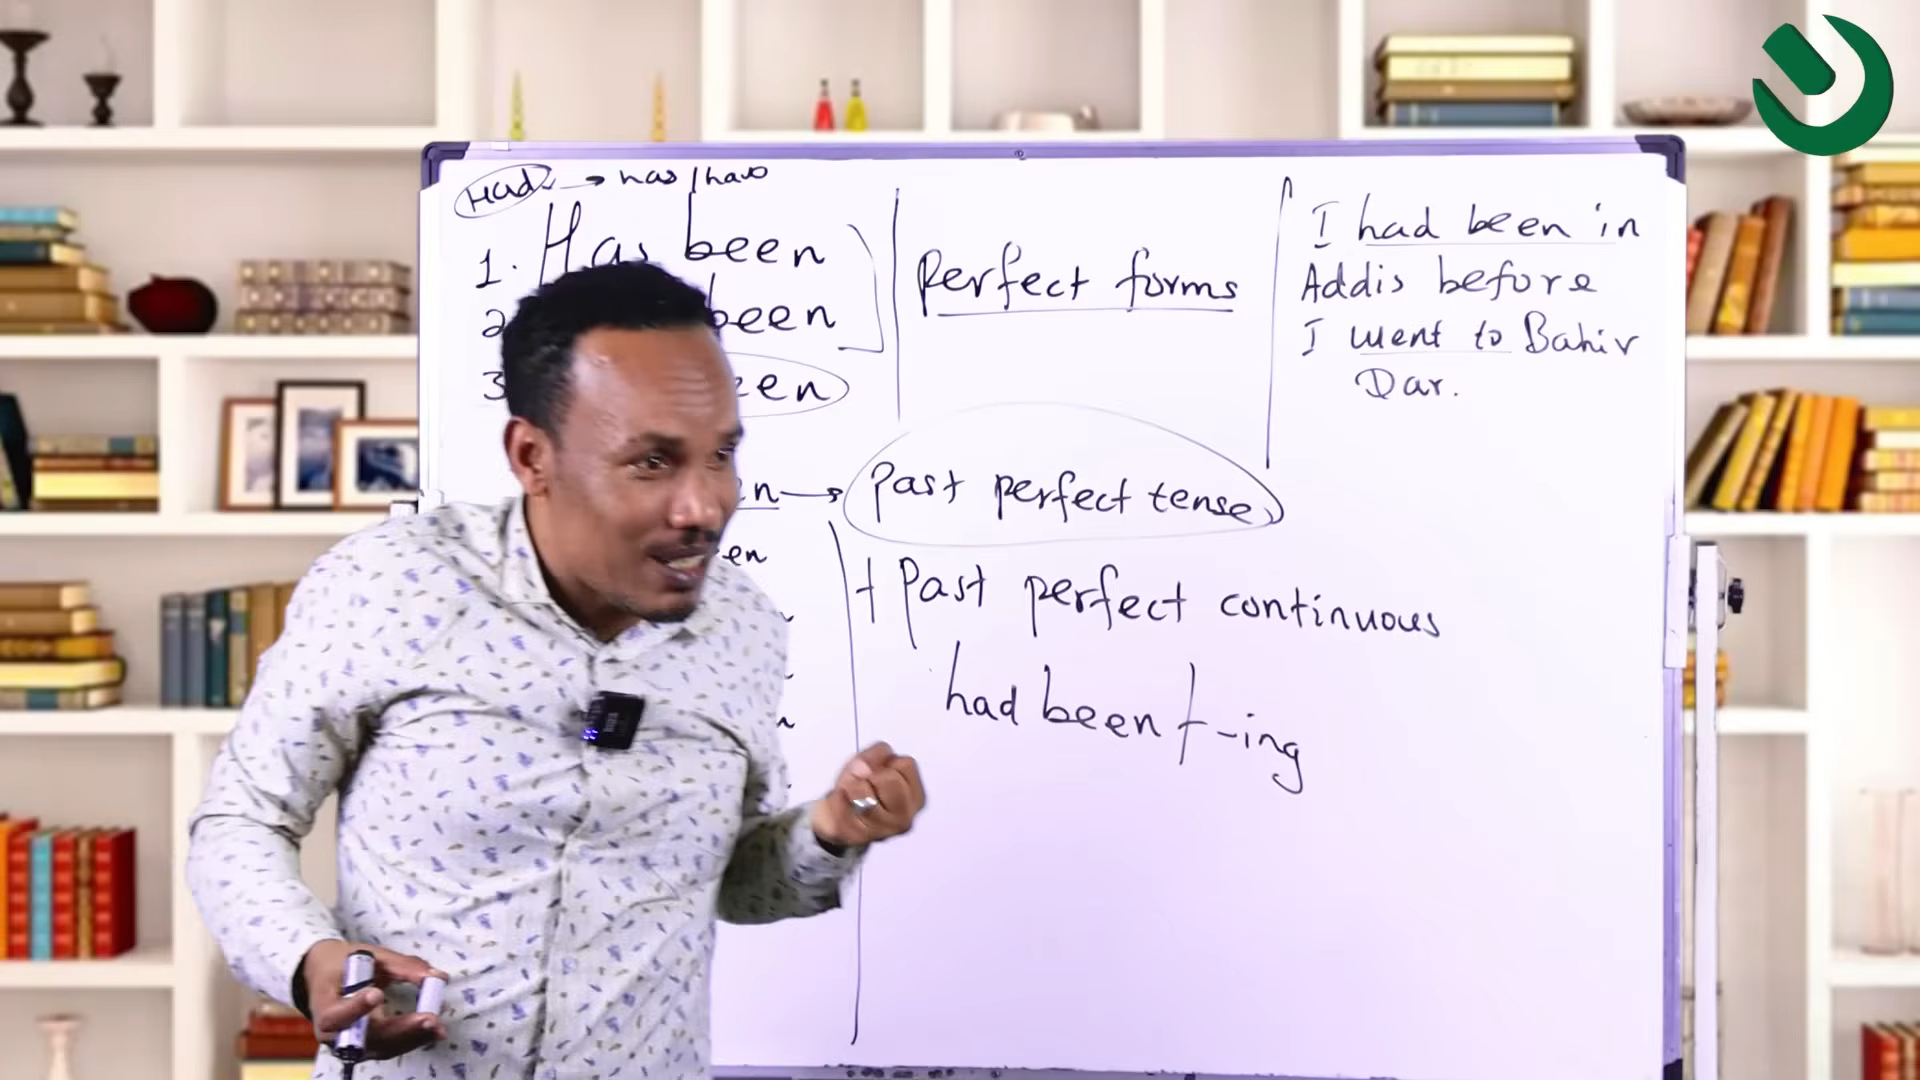 Had → has / have
1. Has been
2 been
3 een
Perfect forms
I had been in
Addis before
I went to Bahir
Dar.
n → Past perfect tense
en
+ Past perfect continuous
had been + -ing